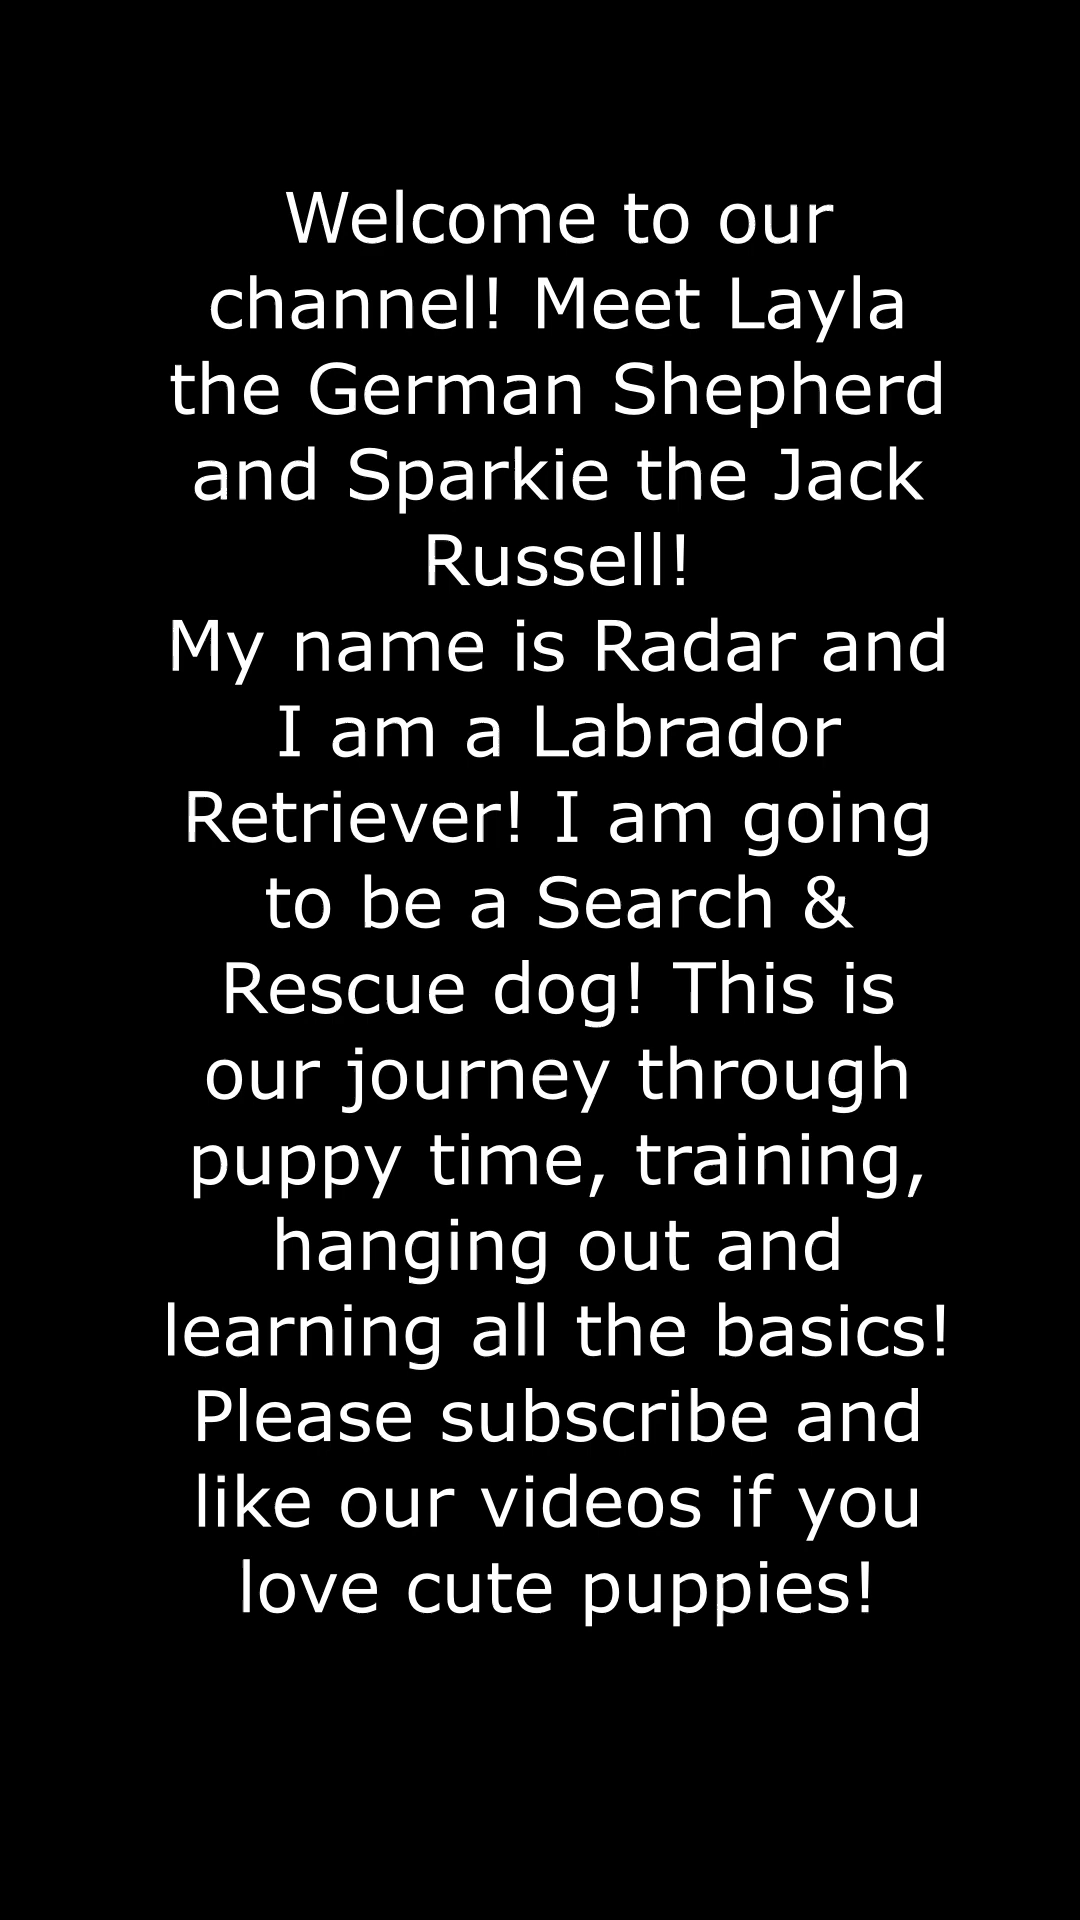 Welcome to our
channel! Meet Layla
the German Shepherd
and Sparkie the Jack
Russell!
My name is Radar and
I am a Labrador
Retriever! I am going
to be a Search &
Rescue dog! This is
our journey through
puppy time, training,
hanging out and
learning all the basics!
Please subscribe and
like our videos if you
love cute puppies!